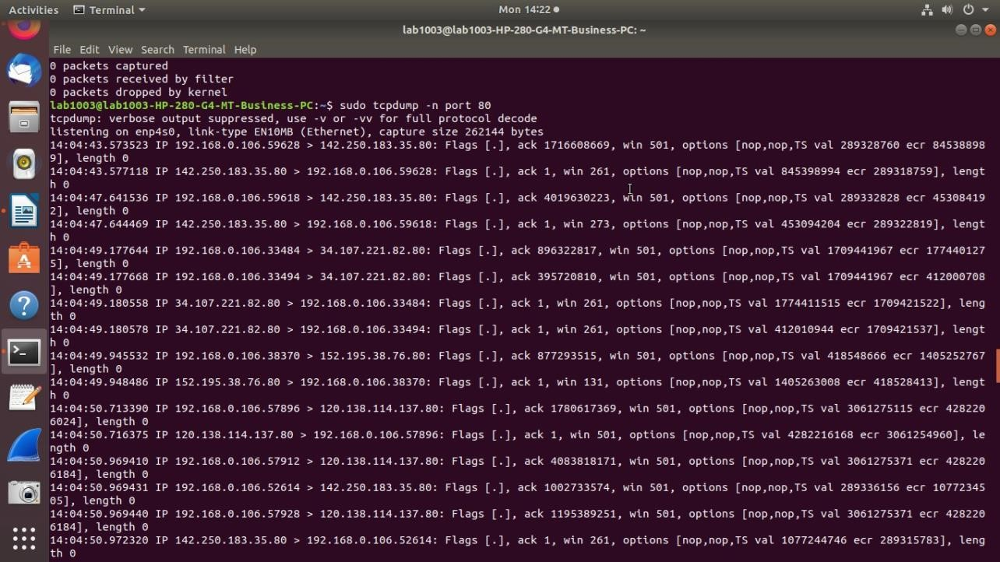 Activities
Terminal
Mon 14:22
lab1003@lab1003-HP-280-G4-MT-Business-PC: ~
File Edit View Search Terminal Help
0 packets captured
0 packets received by filter
0 packets dropped by kernel
lab1003@lab1003-HP-280-G4-MT-Business-PC:~$ sudo tcpdump -n port 80
tcpdump: verbose output suppressed, use -v or -vv for full protocol decode
listening on enp4s0, link-type EN10MB (Ethernet), capture size 262144 bytes
14:04:43.573523 IP 192.168.0.106.59628 > 142.250.183.35.80: Flags [.], ack 1716608669, win 501, options [nop,nop,TS val 289328760 ecr 84538898
9], length 0
14:04:43.577118 IP 142.250.183.35.80 > 192.168.0.106.59628: Flags [.], ack 1, win 261, options [nop,nop,TS val 845398994 ecr 289318759], lengt
h 0
14:04:47.641536 IP 192.168.0.106.59618 > 142.250.183.35.80: Flags [.], ack 4019630223, win 501, options [nop,nop,TS val 289332828 ecr 45308419
2], length 0
14:04:47.644469 IP 142.250.183.35.80 > 192.168.0.106.59618: Flags [.], ack 1, win 273, options [nop,nop,TS val 453094204 ecr 289322819], lengt
h 0
14:04:49.177644 IP 192.168.0.106.33484 > 34.107.221.82.80: Flags [.], ack 896232817, win 501, options [nop,nop,TS val 1709441967 ecr 177440127
5], length 0
14:04:49.177668 IP 192.168.0.106.33494 > 34.107.221.82.80: Flags [.], ack 395720810, win 501, options [nop,nop,TS val 1709441967 ecr 412000708
], length 0
14:04:49.180558 IP 34.107.221.82.80 > 192.168.0.106.33484: Flags [.], ack 1, win 261, options [nop,nop,TS val 1774411515 ecr 1709421522], leng
th 0
14:04:49.180578 IP 34.107.221.82.80 > 192.168.0.106.33494: Flags [.], ack 1, win 261, options [nop,nop,TS val 412010944 ecr 1709421537], lengt
h 0
14:04:49.945532 IP 192.168.0.106.38370 > 152.195.38.76.80: Flags [.], ack 877293515, win 501, options [nop,nop,TS val 418548666 ecr 1405252767
], length 0
14:04:49.948486 IP 152.195.38.76.80 > 192.168.0.106.38370: Flags [.], ack 1, win 131, options [nop,nop,TS val 1405263008 ecr 418528413], lengt
h 0
14:04:50.713390 IP 192.168.0.106.57896 > 120.138.114.137.80: Flags [.], ack 1780617369, win 501, options [nop,nop,TS val 3061275115 ecr 428220
6024], length 0
14:04:50.716375 IP 120.138.114.137.80 > 192.168.0.106.57896: Flags [.], ack 1, win 501, options [nop,nop,TS val 4282216168 ecr 3061254960], le
ngth 0
14:04:50.969410 IP 192.168.0.106.57912 > 120.138.114.137.80: Flags [.], ack 4083818171, win 501, options [nop,nop,TS val 3061275371 ecr 428220
6184], length 0
14:04:50.969431 IP 192.168.0.106.52614 > 142.250.183.35.80: Flags [.], ack 1002733574, win 501, options [nop,nop,TS val 289336156 ecr 10772345
05], length 0
14:04:50.969440 IP 192.168.0.106.57928 > 120.138.114.137.80: Flags [.], ack 1195389251, win 501, options [nop,nop,TS val 3061275371 ecr 428220
6184], length 0
14:04:50.972320 IP 142.250.183.35.80 > 192.168.0.106.52614: Flags [.], ack 1, win 261, options [nop,nop,TS val 1077244746 ecr 289315783], leng
th 0